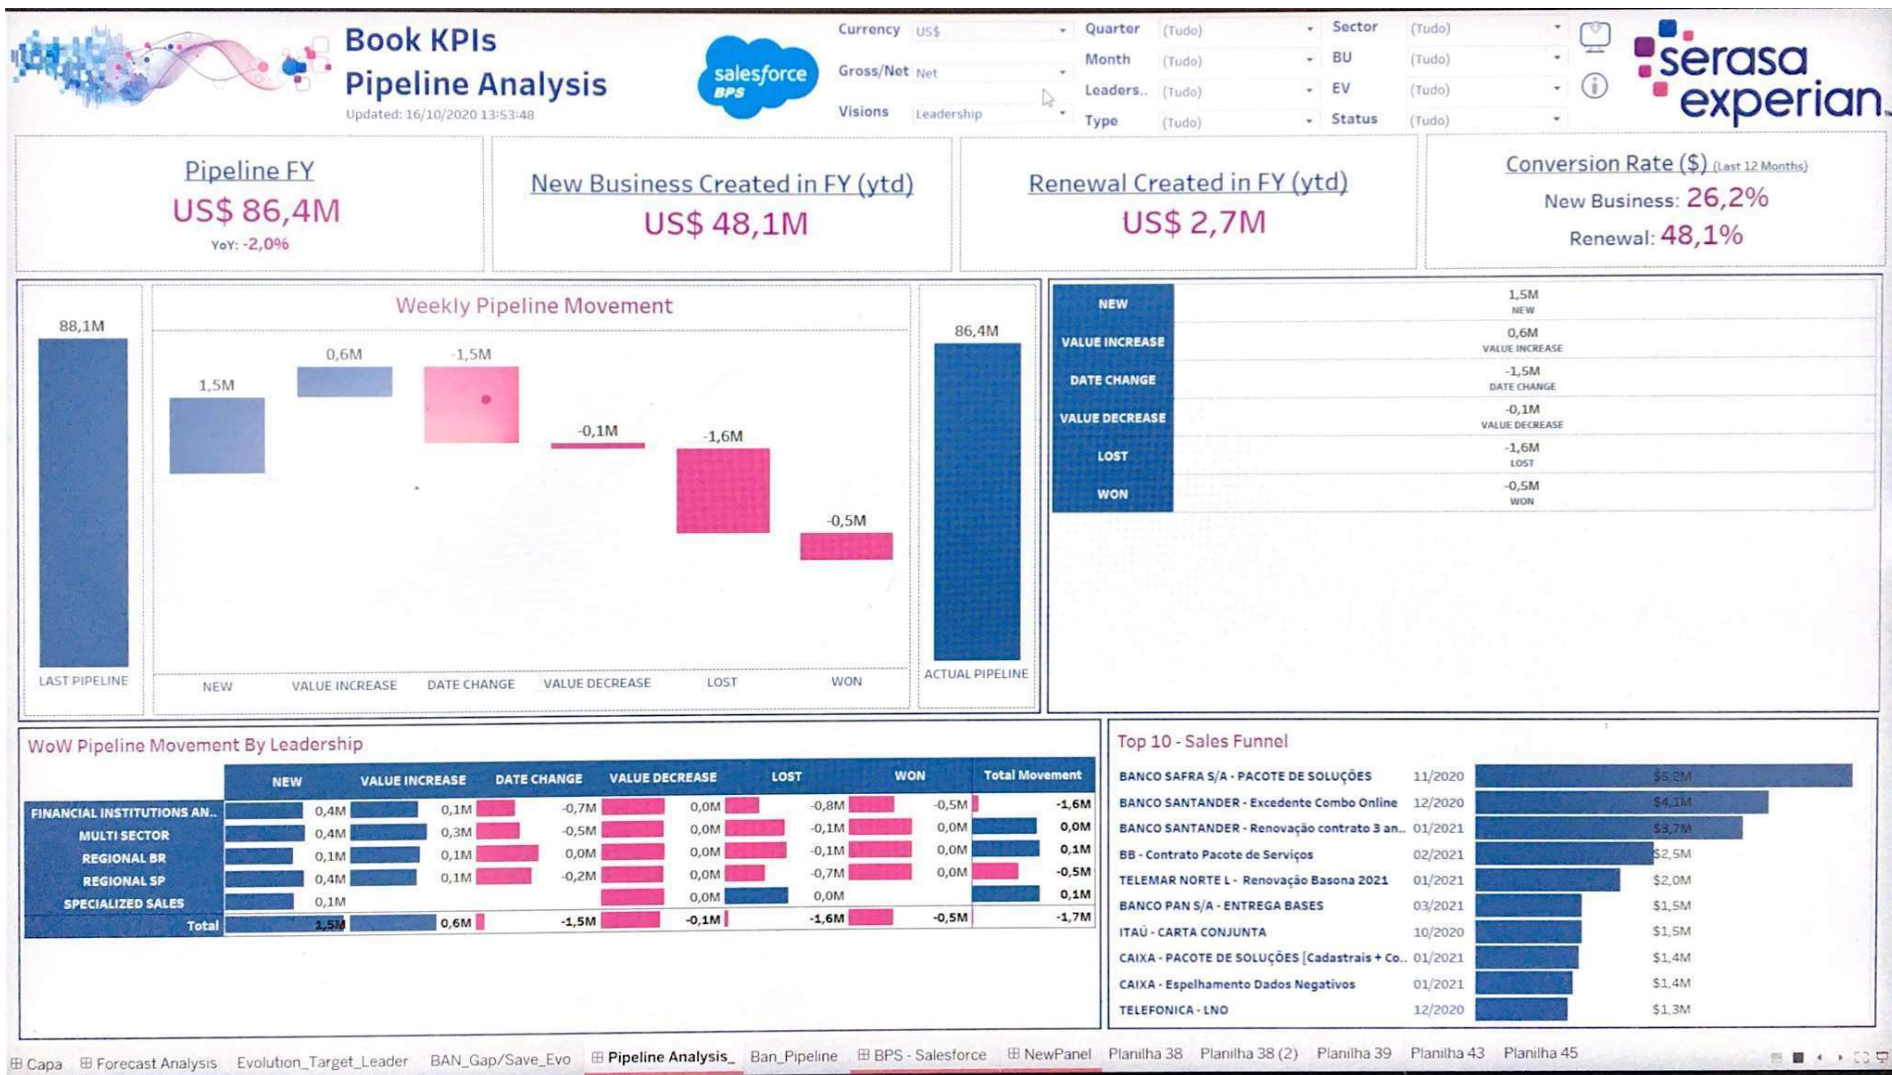 Book KPIs
Pipeline Analysis
Updated: 16/10/2020 13:53:48
salesforce
BPS
Currency US$
Gross/Net Net
Visions Leadership
Quarter (Tudo)
Month (Tudo)
Leaders.. (Tudo)
Type (Tudo)
Sector (Tudo)
BU (Tudo)
EV (Tudo)
Status (Tudo)
serasa
experian.
Pipeline FY
US$ 86,4M
YoY: -2,0%
New Business Created in FY (ytd)
US$ 48,1M
Renewal Created in FY (ytd)
US$ 2,7M
Conversion Rate ($) (Last 12 Months)
New Business: 26,2%
Renewal: 48,1%
Weekly Pipeline Movement
88,1M
1,5M
0,6M
-1,5M
-0,1M
-1,6M
-0,5M
86,4M
LAST PIPELINE
NEW
VALUE INCREASE
DATE CHANGE
VALUE DECREASE
LOST
WON
ACTUAL PIPELINE
NEW
1,5M
NEW
VALUE INCREASE
0,6M
VALUE INCREASE
DATE CHANGE
-1,5M
DATE CHANGE
VALUE DECREASE
-0,1M
VALUE DECREASE
LOST
-1,6M
LOST
WON
-0,5M
WON
WoW Pipeline Movement By Leadership
NEW VALUE INCREASE DATE CHANGE VALUE DECREASE LOST WON Total Movement
FINANCIAL INSTITUTIONS AN.. 0,4M 0,1M -0,7M 0,0M -0,8M -0,5M -1,6M
MULTI SECTOR 0,4M 0,3M -0,5M 0,0M -0,1M 0,0M 0,0M
REGIONAL BR 0,1M 0,1M 0,0M 0,0M -0,1M 0,0M 0,1M
REGIONAL SP 0,4M 0,1M -0,2M 0,0M -0,7M 0,0M -0,5M
SPECIALIZED SALES 0,1M 0,0M 0,0M 0,1M
Total 1,5M 0,6M -1,5M -0,1M -1,6M -0,5M -1,7M
Top 10 - Sales Funnel
BANCO SAFRA S/A - PACOTE DE SOLUÇÕES 11/2020 $5,2M
BANCO SANTANDER - Excedente Combo Online 12/2020 $4,1M
BANCO SANTANDER - Renovação contrato 3 an.. 01/2021 $3,7M
BB - Contrato Pacote de Serviços 02/2021 $2,5M
TELEMAR NORTE L - Renovação Basona 2021 01/2021 $2,0M
BANCO PAN S/A - ENTREGA BASES 03/2021 $1,5M
ITAÚ - CARTA CONJUNTA 10/2020 $1,5M
CAIXA - PACOTE DE SOLUÇÕES [Cadastrais + Co.. 01/2021 $1,4M
CAIXA - Espelhamento Dados Negativos 01/2021 $1,4M
TELEFONICA - LNO 12/2020 $1,3M
Capa Forecast Analysis Evolution_Target_Leader BAN_Gap/Save_Evo Pipeline Analysis_ Ban_Pipeline BPS - Salesforce NewPanel Planilha 38 Planilha 38 (2) Planilha 39 Planilha 43 Planilha 45